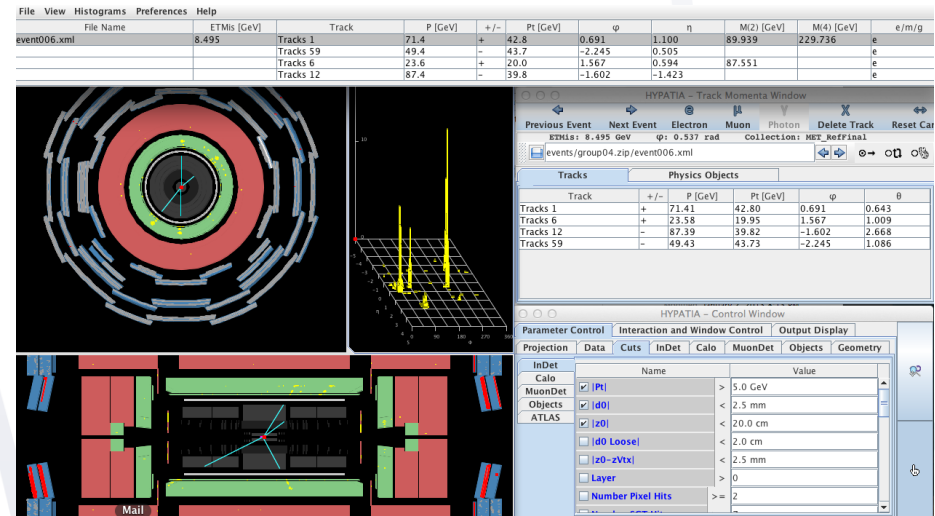 File View Histograms Preferences Help
File Name ETMis [GeV] Track P [GeV] +/- Pt [GeV] φ η M(2) [GeV] M(4) [GeV] e/m/g
event006.xml 8.495 Tracks 1 71.4 + 42.8 0.691 1.100 89.939 229.736 e
Tracks 59 49.4 - 43.7 -2.245 0.505 e
Tracks 6 23.6 + 20.0 1.567 0.594 87.551 e
Tracks 12 87.4 - 39.8 -1.602 -1.423 e
HYPATIA - Track Momenta Window
Previous Event Next Event Electron Muon Photon Delete Track Reset Can
ETMis: 8.495 GeV φ: 0.537 rad Collection: MET_RefFinal
events/group04.zip/event006.xml
Tracks Physics Objects
Track +/- P [GeV] Pt [GeV] φ θ
Tracks 1 + 71.41 42.80 0.691 0.643
Tracks 6 + 23.58 19.95 1.567 1.009
Tracks 12 - 87.39 39.82 -1.602 2.668
Tracks 59 - 49.43 43.73 -2.245 1.086
10
0 90 180 270 360
η
φ
HYPATIA - Control Window
Parameter Control Interaction and Window Control Output Display
Projection Data Cuts InDet Calo MuonDet Objects Geometry
InDet
Calo
MuonDet
Objects
ATLAS
Name Value
|Pt| > 5.0 GeV
|d0| < 2.5 mm
|z0| < 20.0 cm
|d0 Loose| < 2.0 cm
|z0-zVtx| < 2.5 mm
Layer > 0
Number Pixel Hits >= 2
Mail